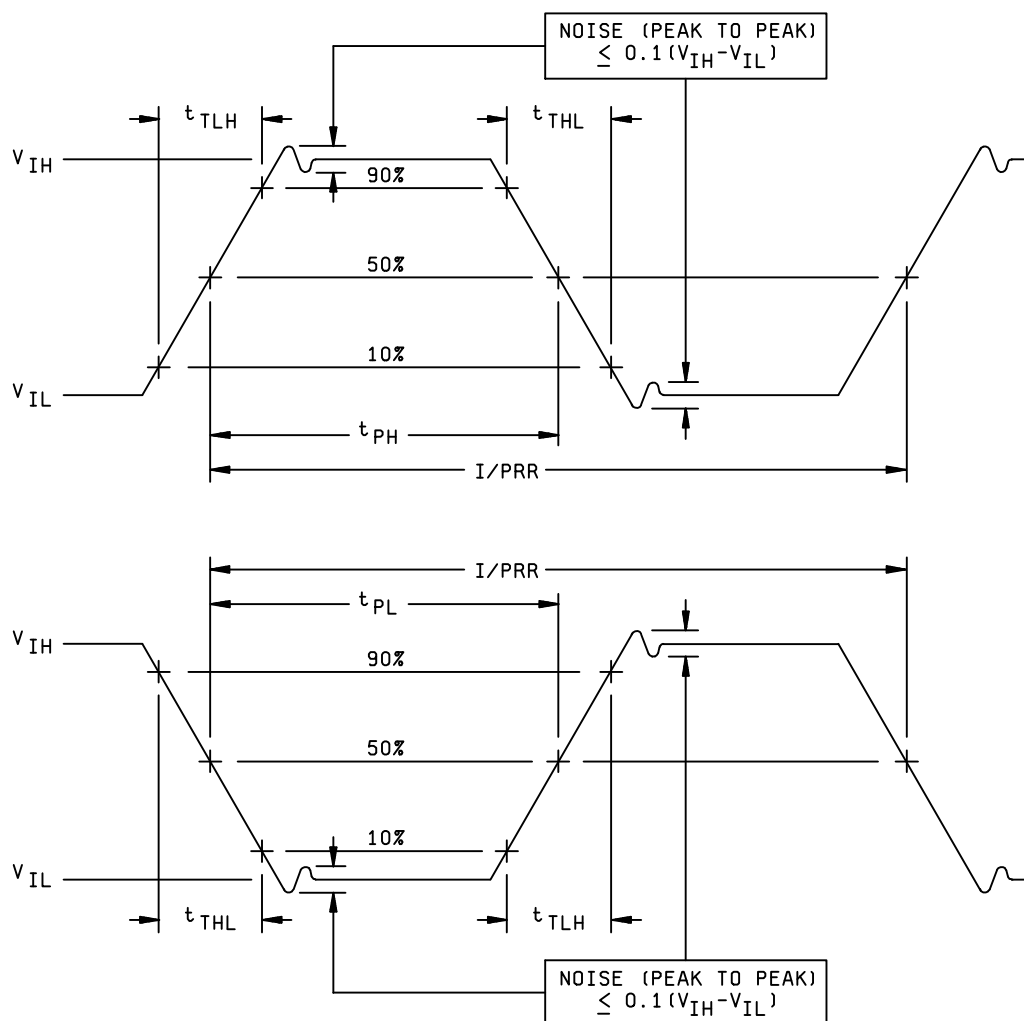 NOISE (PEAK TO PEAK)
≤ 0.1(VIH-VIL)
tTLH
tTHL
VIH
90%
50%
10%
VIL
tPH
I/PRR
I/PRR
tPL
VIH
90%
50%
10%
VIL
tTHL
tTLH
NOISE (PEAK TO PEAK)
≤ 0.1(VIH-VIL)